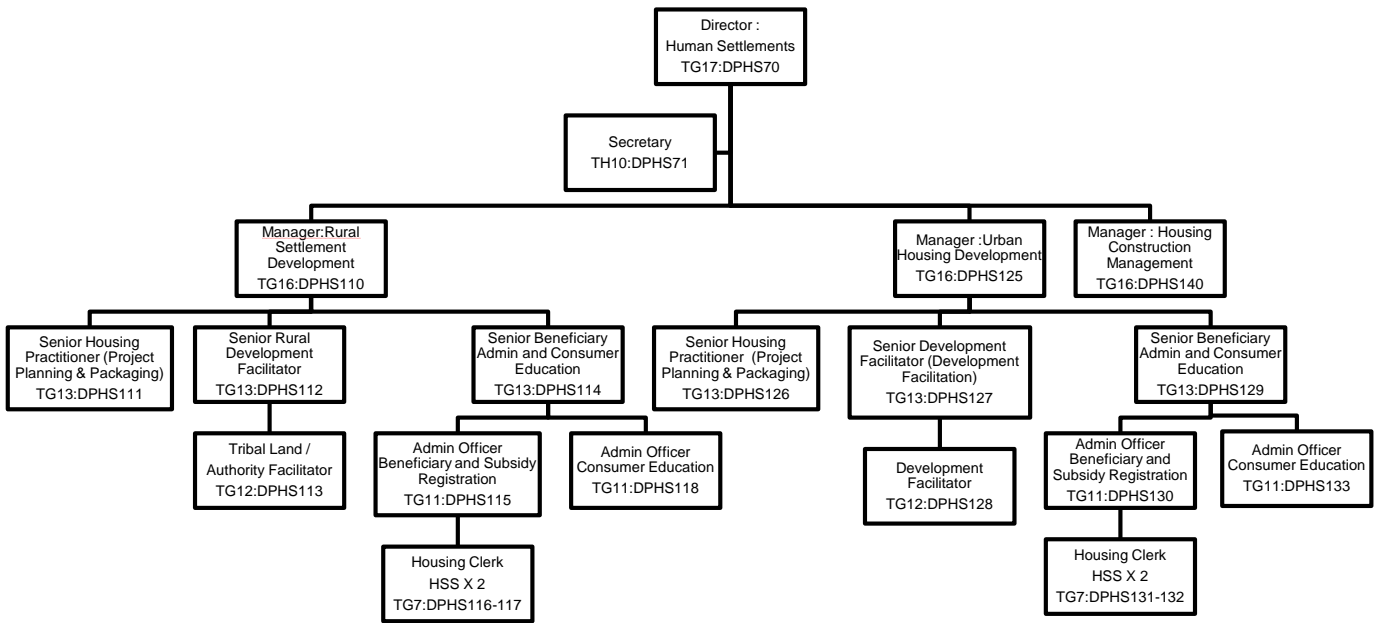 Director :
Human Settlements
TG17:DPHS70
Secretary
TH10:DPHS71
Manager:Rural
Settlement
Development
TG16:DPHS110
Manager :Urban
Housing Development
TG16:DPHS125
Manager : Housing
Construction
Management
TG16:DPHS140
Senior Housing
Practitioner (Project
Planning & Packaging)
TG13:DPHS111
Senior Rural
Development
Facilitator
TG13:DPHS112
Senior Beneficiary
Admin and Consumer
Education
TG13:DPHS114
Senior Housing
Practitioner (Project
Planning & Packaging)
TG13:DPHS126
Senior Development
Facilitator (Development
Facilitation)
TG13:DPHS127
Senior Beneficiary
Admin and Consumer
Education
TG13:DPHS129
Tribal Land /
Authority Facilitator
TG12:DPHS113
Admin Officer
Beneficiary and Subsidy
Registration
TG11:DPHS115
Admin Officer
Consumer Education
TG11:DPHS118
Development
Facilitator
TG12:DPHS128
Admin Officer
Beneficiary and
Subsidy Registration
TG11:DPHS130
Admin Officer
Consumer Education
TG11:DPHS133
Housing Clerk
HSS X 2
TG7:DPHS116-117
Housing Clerk
HSS X 2
TG7:DPHS131-132